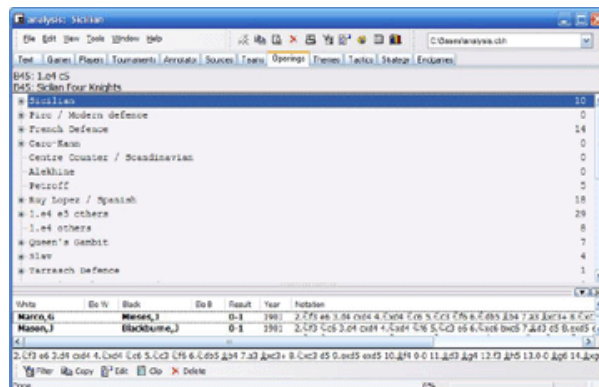 analysis: Sicilian
File Edit View Tools Window Help
Text Games Players Tournaments Annotator Sources Teams Openings Themes Tactics Strategy Endgames
B45: 1.e4 c5
B45: Sicilian Four Knights
Sicilian 10
Pirc / Modern defence 0
French Defence 14
Caro-Kann 0
Centre Counter / Scandinavian 0
Alekhine 0
Petroff 5
Ruy Lopez / Spanish 18
1.e4 e5 others 29
1.e4 others 8
Queen's Gambit 7
Slav 4
Tarrasch Defence 1
White Elo W Black Elo B Result Year Notation
Marco,G Mieses,J 0-1 1901
Mason,J Blackburne,J 0-1 1901
Filter Copy Edit Clip Delete
Done 0%